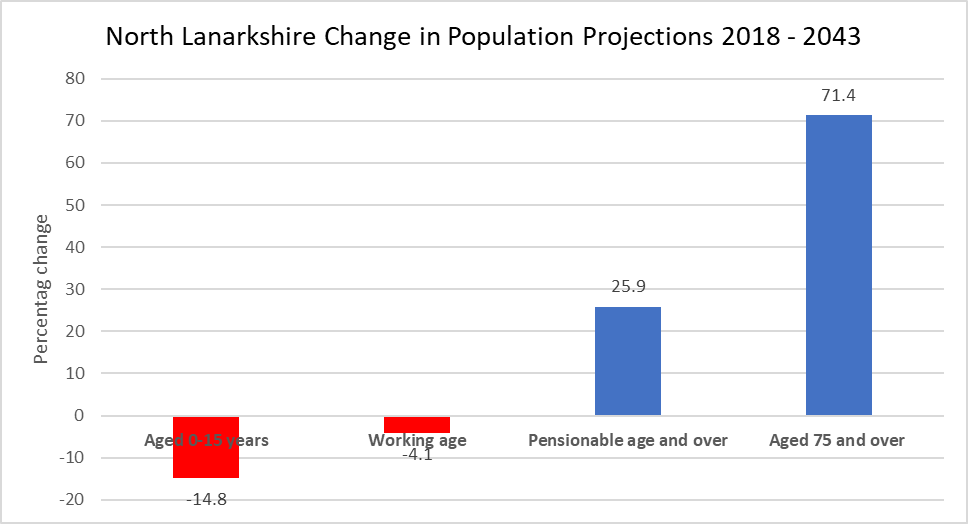 North Lanarkshire Change in Population Projections 2018 - 2043
Percentag change
80
70
60
50
40
30
20
10
0
-10
-20
71.4
25.9
Aged 0-15 years
Working age
Pensionable age and over
Aged 75 and over
-4.1
-14.8